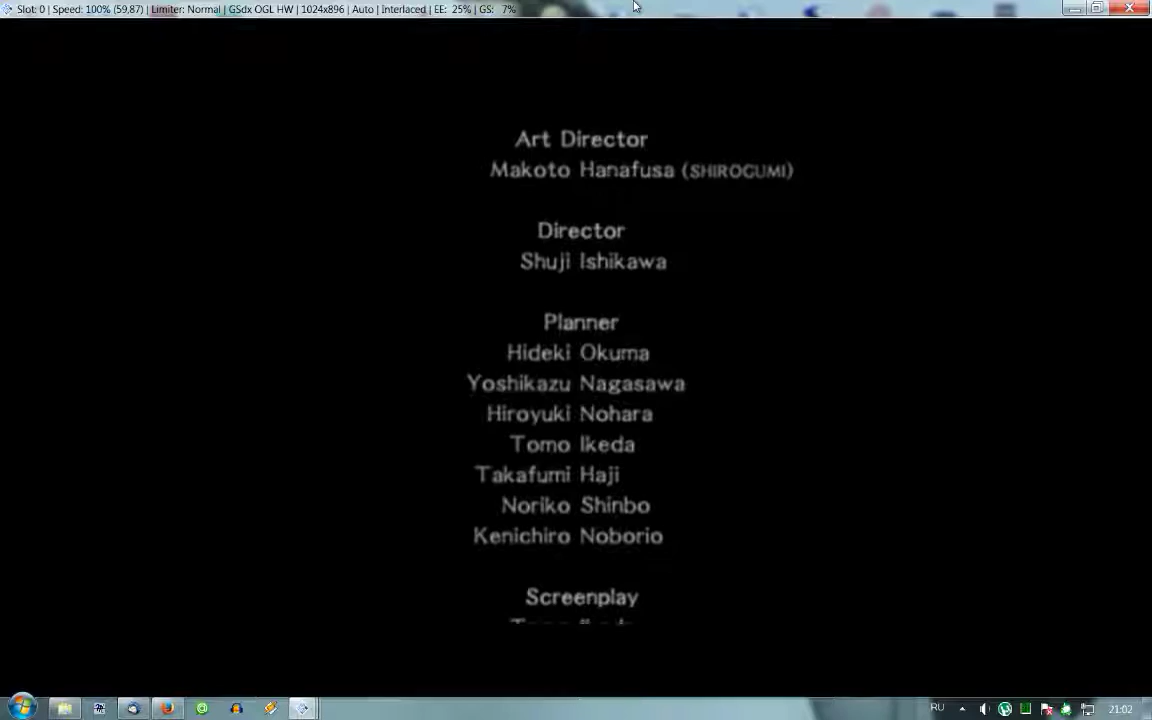 Slot: 0 | Speed: 100% (59,87) | Limiter: Normal | GSdx OGL HW | 1024x896 | Auto | Interlaced | EE: 25% | GS: 7%
Art Director
Makoto Hanafusa (SHIROGUMI)
Director
Shuji Ishikawa
Planner
Hideki Okuma
Yoshikazu Nagasawa
Hiroyuki Nohara
Tomo Ikeda
Takafumi Haji
Noriko Shinbo
Kenichiro Noborio
Screenplay
RU
21:02